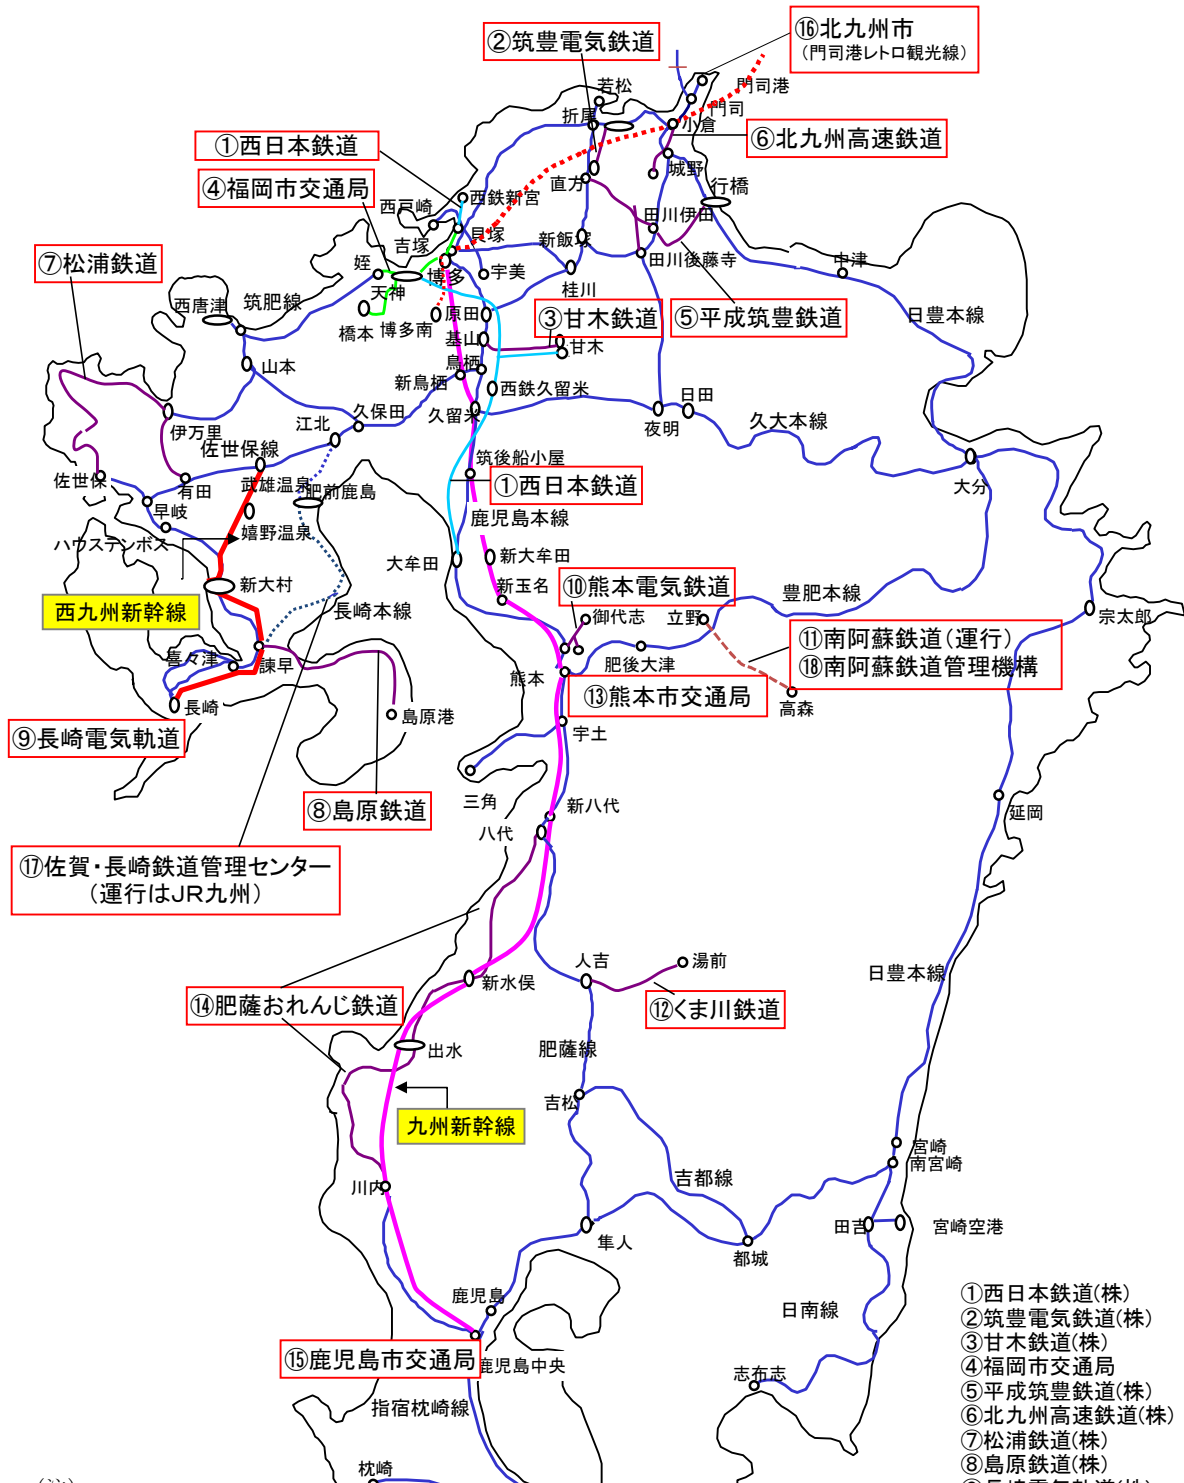 ⑯北九州市
(門司港レトロ観光線)
②筑豊電気鉄道
若松
門司港
折尾
門司
小倉
①西日本鉄道
⑥北九州高速鉄道
城野
④福岡市交通局
直方
行橋
西鉄新宮
西戸崎
田川伊田
吉塚
貝塚
新飯塚
⑦松浦鉄道
姪
博多
宇美
田川後藤寺
中津
天神
桂川
西唐津
筑肥線
橋本
博多南
原田
③甘木鉄道
⑤平成筑豊鉄道
日豊本線
基山
甘木
山本
鳥栖
新鳥栖
西鉄久留米
日田
江北
久保田
久留米
夜明
久大本線
伊万里
佐世保線
筑後船小屋
佐世保
有田
武雄温泉
肥前鹿島
①西日本鉄道
大分
早岐
鹿児島本線
ハウステンボス
嬉野温泉
大牟田
新大牟田
新大村
新玉名
⑩熊本電気鉄道
豊肥本線
西九州新幹線
長崎本線
御代志
立野
宗太郎
⑪南阿蘇鉄道(運行)
喜々津
諫早
肥後大津
⑱南阿蘇鉄道管理機構
熊本
⑬熊本市交通局
長崎
島原港
高森
⑨長崎電気軌道
宇土
三角
新八代
⑧島原鉄道
延岡
八代
⑰佐賀・長崎鉄道管理センター
(運行はJR九州)
人吉
湯前
日豊本線
新水俣
⑭肥薩おれんじ鉄道
⑫くま川鉄道
出水
肥薩線
吉松
九州新幹線
宮崎
南宮崎
川内
吉都線
田吉
宮崎空港
隼人
都城
鹿児島
日南線
⑮鹿児島市交通局
鹿児島中央
志布志
指宿枕崎線
枕崎
①西日本鉄道(株)
②筑豊電気鉄道(株)
③甘木鉄道(株)
④福岡市交通局
⑤平成筑豊鉄道(株)
⑥北九州高速鉄道(株)
⑦松浦鉄道(株)
⑧島原鉄道(株)
⑨長崎電気軌道(株)
(注)